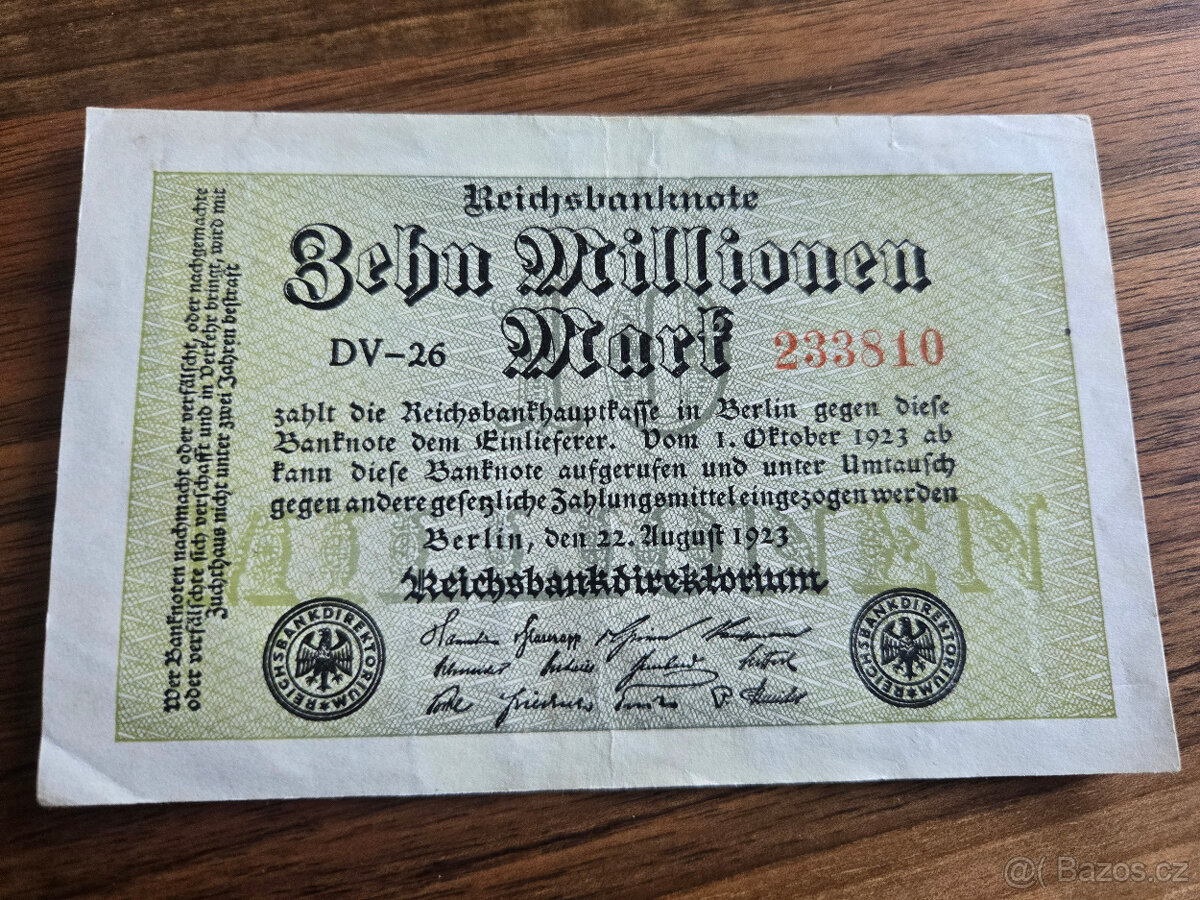 Reichsbanknote
Zehn Millionen
Mark
DV-26
233810
zahlt die Reichsbankhauptkasse in Berlin gegen diese
Banknote dem Einlieferer. Vom 1. Oktober 1923 ab
kann diese Banknote aufgerufen und unter Umtausch
gegen andere gesetzliche Zahlungsmittel eingezogen werden
Berlin, den 22. August 1923
Reichsbankdirektorium
Wer Banknoten nachmacht oder verfälscht, oder nachgemachte
oder verfälschte sich verschafft und in Verkehr bringt, wird mit
Zuchthaus nicht unter zwei Jahren bestraft
10
MILLIONEN
REICHSBANKDIREKTORIUM
REICHSBANKDIREKTORIUM
@( Bazos.cz